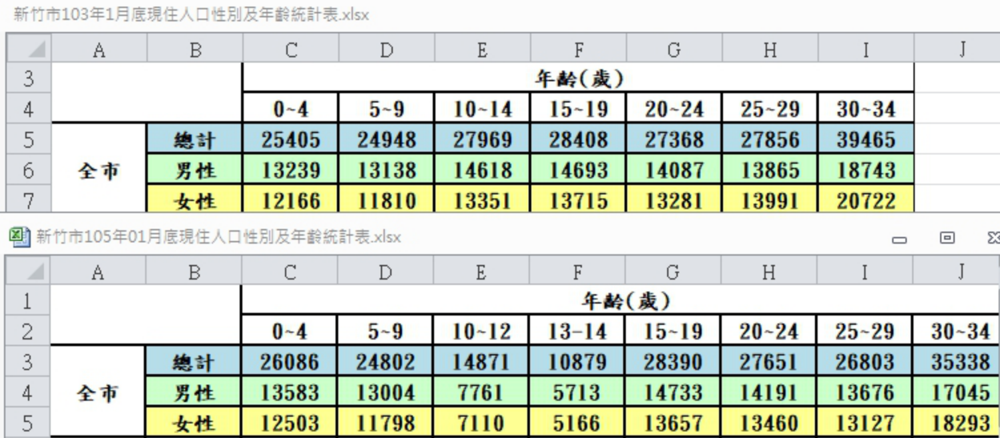 新竹市103年1月底現住人口性別及年齡統計表.xlsx
A B C D E F G H I J
3 年齡(歲)
4 0~4 5~9 10~14 15~19 20~24 25~29 30~34
5 總計 25405 24948 27969 28408 27368 27856 39465
6 全市 男性 13239 13138 14618 14693 14087 13865 18743
7 女性 12166 11810 13351 13715 13281 13991 20722
新竹市105年01月底現住人口性別及年齡統計表.xlsx
A B C D E F G H I J
1 年齡(歲)
2 0~4 5~9 10~12 13-14 15~19 20~24 25~29 30~34
3 總計 26086 24802 14871 10879 28390 27651 26803 35338
4 全市 男性 13583 13004 7761 5713 14733 14191 13676 17045
5 女性 12503 11798 7110 5166 13657 13460 13127 18293